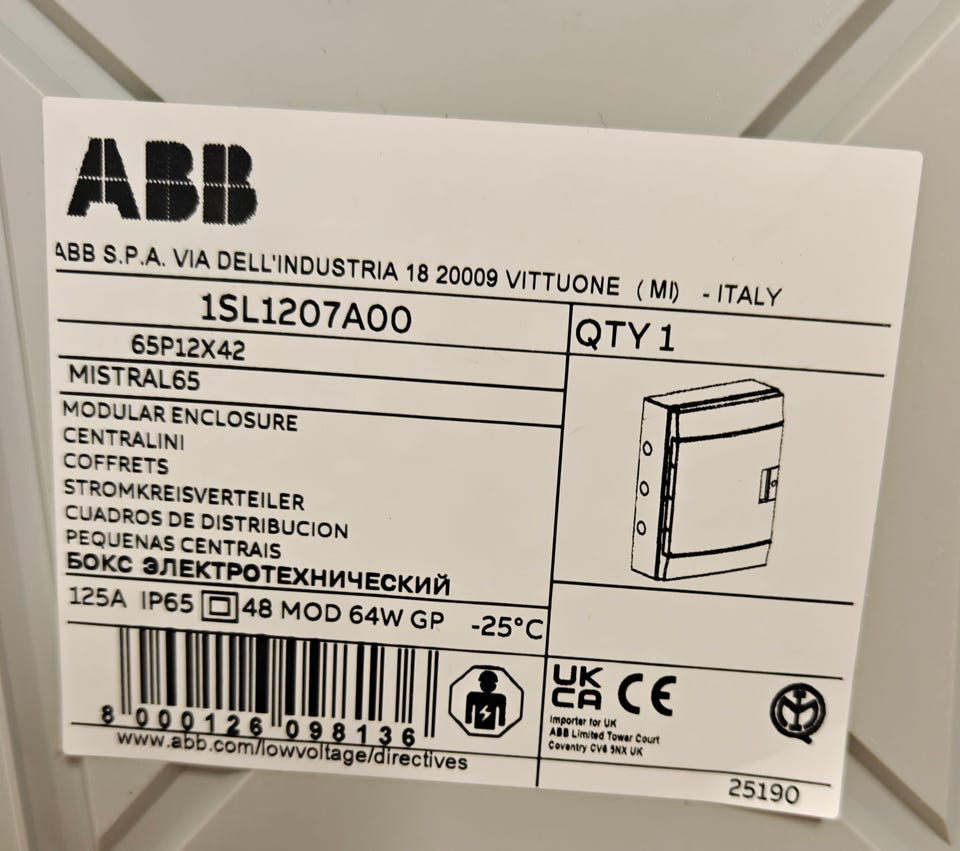 ABB
ABB S.P.A. VIA DELL'INDUSTRIA 18 20009 VITTUONE (MI) - ITALY
1SL1207A00
QTY 1
65P12X42
MISTRAL65
MODULAR ENCLOSURE
CENTRALINI
COFFRETS
STROMKREISVERTEILER
CUADROS DE DISTRIBUCION
PEQUENAS CENTRAIS
БОКС ЭЛЕКТРОТЕХНИЧЕСКИЙ
125A IP65 48 MOD 64W GP -25°C
8 000126 098136
www.abb.com/lowvoltage/directives
UK
CA CE
Importer for UK
ABB Limited Tower Court
Coventry CV6 5NX UK
25190